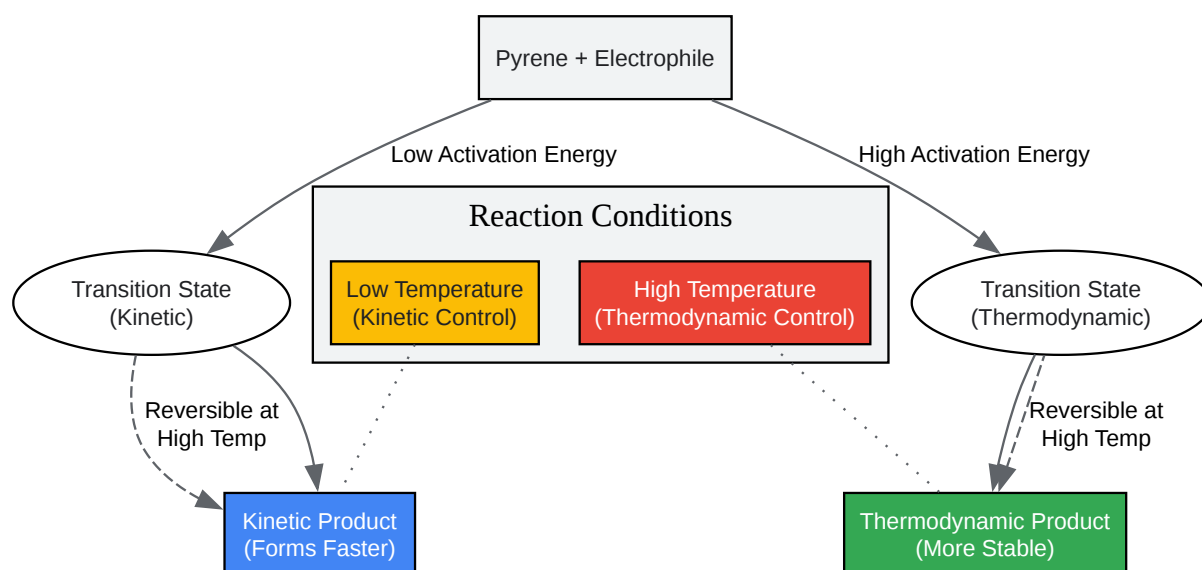 Pyrene + Electrophile
Low Activation Energy
High Activation Energy
Reaction Conditions
Transition State
(Kinetic)
Low Temperature
(Kinetic Control)
High Temperature
(Thermodynamic Control)
Transition State
(Thermodynamic)
Reversible at
High Temp
Reversible at
High Temp
Kinetic Product
(Forms Faster)
Thermodynamic Product
(More Stable)